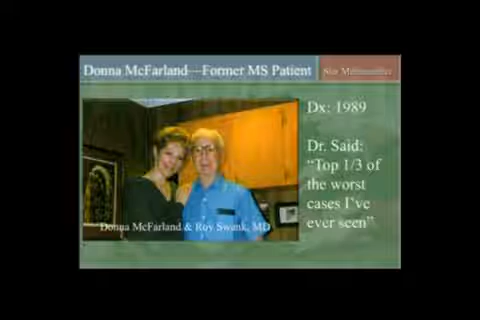 Donna McFarland—Former MS Patient
Dx: 1989
Dr. Said:
“Top 1/3 of
the worst
cases I’ve
ever seen”
Donna McFarland & Roy Swank, MD